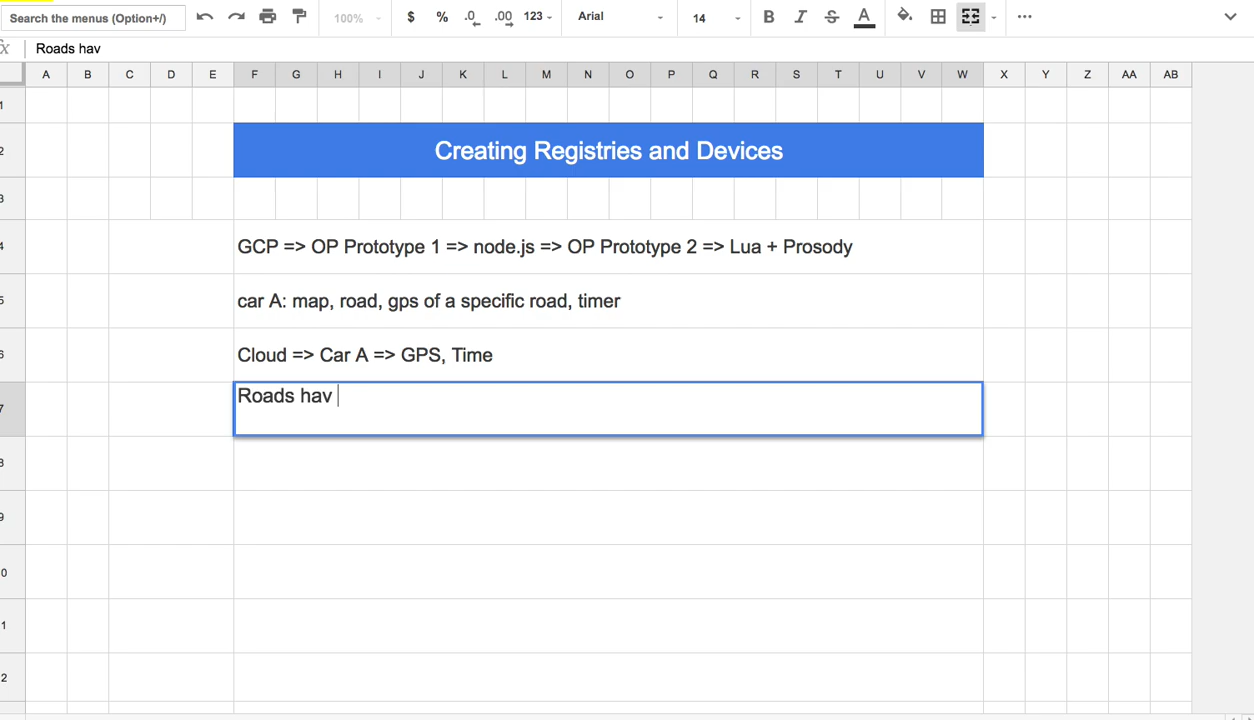 Search the menus (Option+/) 100% $ % .0 .00 123 Arial 14 B I S A
Roads hav
A B C D E F G H I J K L M N O P Q R S T U V W X Y Z AA AB
1
2 Creating Registries and Devices
3
4 GCP => OP Prototype 1 => node.js => OP Prototype 2 => Lua + Prosody
5 car A: map, road, gps of a specific road, timer
6 Cloud => Car A => GPS, Time
7 Roads hav
8
9
0
1
2